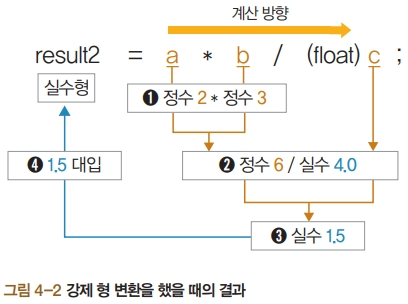 계산 방향
result2 = a * b / (float) c ;
실수형
❶ 정수 2 * 정수 3
❹ 1.5 대입
❷ 정수 6 / 실수 4.0
❸ 실수 1.5
그림 4-2 강제 형 변환을 했을 때의 결과